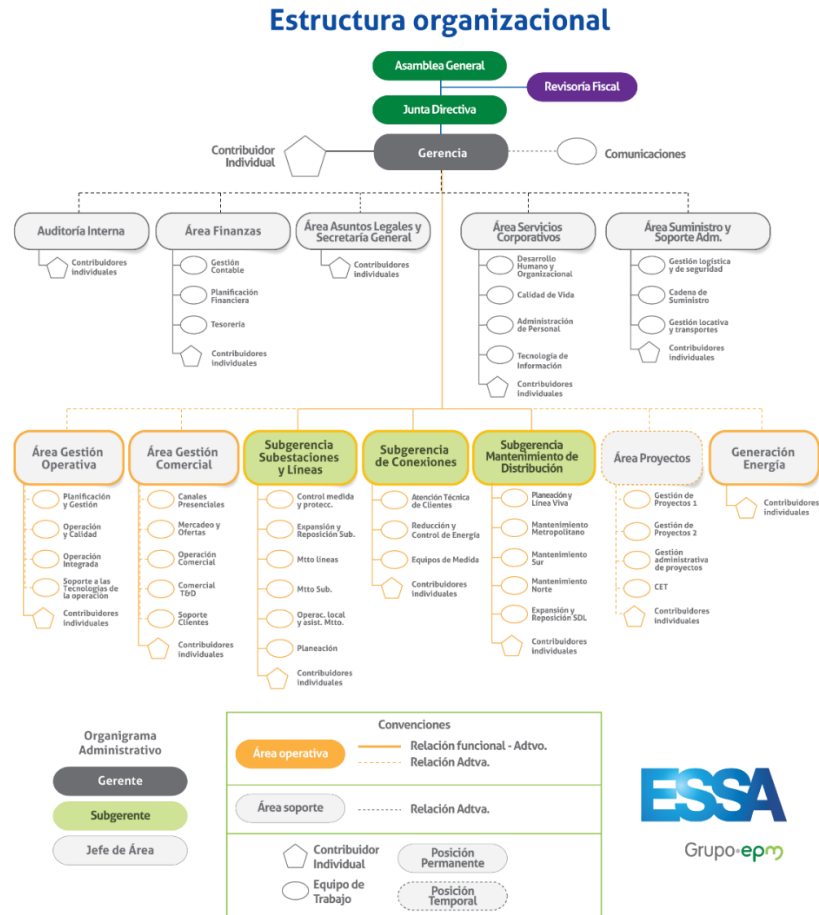 Estructura organizacional
Asamblea General
Revisoría Fiscal
Junta Directiva
Contribuidor
Individual
Gerencia
Comunicaciones
Auditoría Interna
Contribuidores
individuales
Área Finanzas
Gestión
Contable
Planificación
Financiera
Tesorería
Contribuidores
individuales
Área Asuntos Legales y
Secretaría General
Contribuidores
individuales
Área Servicios
Corporativos
Desarrollo
Humano y
Organizacional
Calidad de Vida
Administración
de Personal
Tecnología de
Información
Contribuidores
individuales
Área Suministro y
Soporte Adm.
Gestión logística
y de seguridad
Cadena de
Suministro
Gestión locativa
y transportes
Contribuidores
individuales
Área Gestión
Operativa
Planificación
y Gestión
Operación
y Calidad
Operación
Integrada
Soporte a las
Tecnologías de
la operación
Contribuidores
individuales
Área Gestión
Comercial
Canales
Presenciales
Mercadeo y
Ofertas
Operación
Comercial
Comercial
T&D
Soporte
Clientes
Contribuidores
individuales
Subgerencia
Subestaciones
y Líneas
Control medida
y protecc.
Expansión y
Reposición Sub.
Mtto líneas
Mtto Sub.
Operac. local
y asist. Mtto.
Planeación
Contribuidores
individuales
Subgerencia
de Conexiones
Atención Técnica
de Clientes
Reducción y
Control de Energía
Equipos de Medida
Contribuidores
individuales
Subgerencia
Mantenimiento de
Distribución
Planeación y
Línea Viva
Mantenimiento
Metropolitano
Mantenimiento
Sur
Mantenimiento
Norte
Expansión y
Reposición SDL
Contribuidores
individuales
Área Proyectos
Gestión de
Proyectos 1
Gestión de
Proyectos 2
Gestión
administrativa
de proyectos
CET
Contribuidores
individuales
Generación
Energía
Contribuidores
individuales
Organigrama
Administrativo
Gerente
Subgerente
Jefe de Área
Convenciones
Área operativa
Relación funcional - Adtvo.
Relación Adtva.
Área soporte
Relación Adtva.
Contribuidor
Individual
Equipo de
Trabajo
Posición
Permanente
Posición
Temporal
ESSA
Grupo•epm